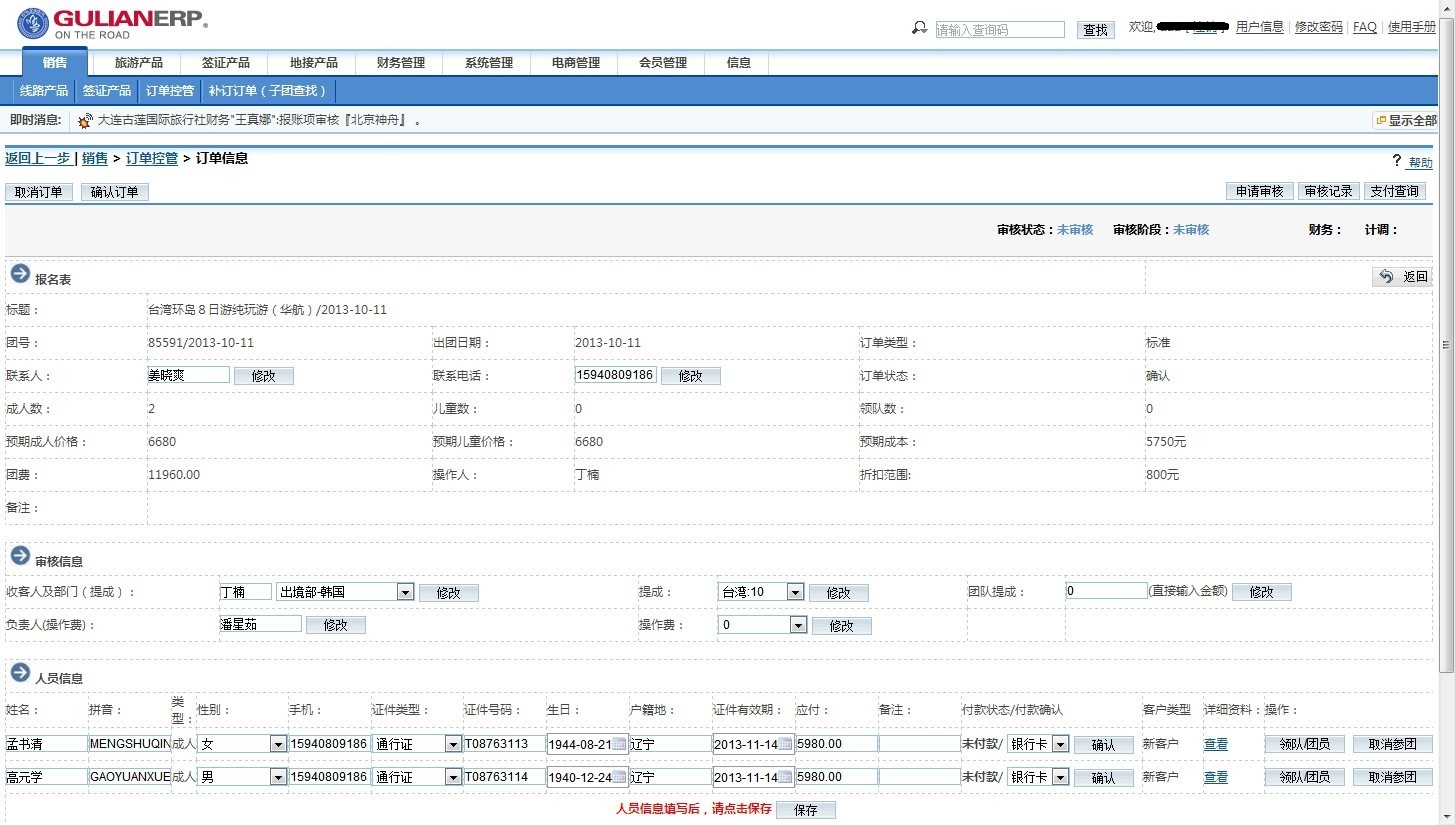 GULIANERP®
ON THE ROAD
请输入查询码 查找 欢迎, 用户信息 | 修改密码 | FAQ | 使用手册
销售 旅游产品 签证产品 地接产品 财务管理 系统管理 电商管理 会员管理 信息
线路产品 签证产品 订单控管 补订订单（子团查找）
即时消息: 大连古莲国际旅行社财务"王真娜":报账项审核『北京神舟』 。 显示全部
返回上一步 | 销售 > 订单控管 > 订单信息 ? 帮助
取消订单 确认订单 申请审核 审核记录 支付查询
审核状态：未审核 审核阶段：未审核 财务： 计调：
报名表 返回
标题： 台湾环岛８日游纯玩游（华航）/2013-10-11
团号： 85591/2013-10-11 出团日期： 2013-10-11 订单类型： 标准
联系人： 姜晓爽 修改 联系电话： 15940809186 修改 订单状态： 确认
成人数： 2 儿童数： 0 领队数： 0
预期成人价格： 6680 预期儿童价格： 6680 预期成本： 5750元
团费： 11960.00 操作人： 丁楠 折扣范围: 800元
备注：
审核信息
收客人及部门（提成）： 丁楠 出境部-韩国 修改 提成： 台湾:10 修改 团队提成： 0 (直接输入金额) 修改
负责人(操作费)： 潘星茹 修改 操作费： 0 修改
人员信息
姓名： 拼音： 类型： 性别： 手机： 证件类型： 证件号码： 生日： 户籍地： 证件有效期： 应付： 备注： 付款状态/付款确认 客户类型 详细资料： 操作：
孟书清 MENGSHUQIN 成人 女 15940809186 通行证 T08763113 1944-08-21 辽宁 2013-11-14 5980.00 未付款/ 银行卡 确认 新客户 查看 领队/团员 取消参团
高元学 GAOYUANXUE 成人 男 15940809186 通行证 T08763114 1940-12-24 辽宁 2013-11-14 5980.00 未付款/ 银行卡 确认 新客户 查看 领队/团员 取消参团
人员信息填写后，请点击保存 保存